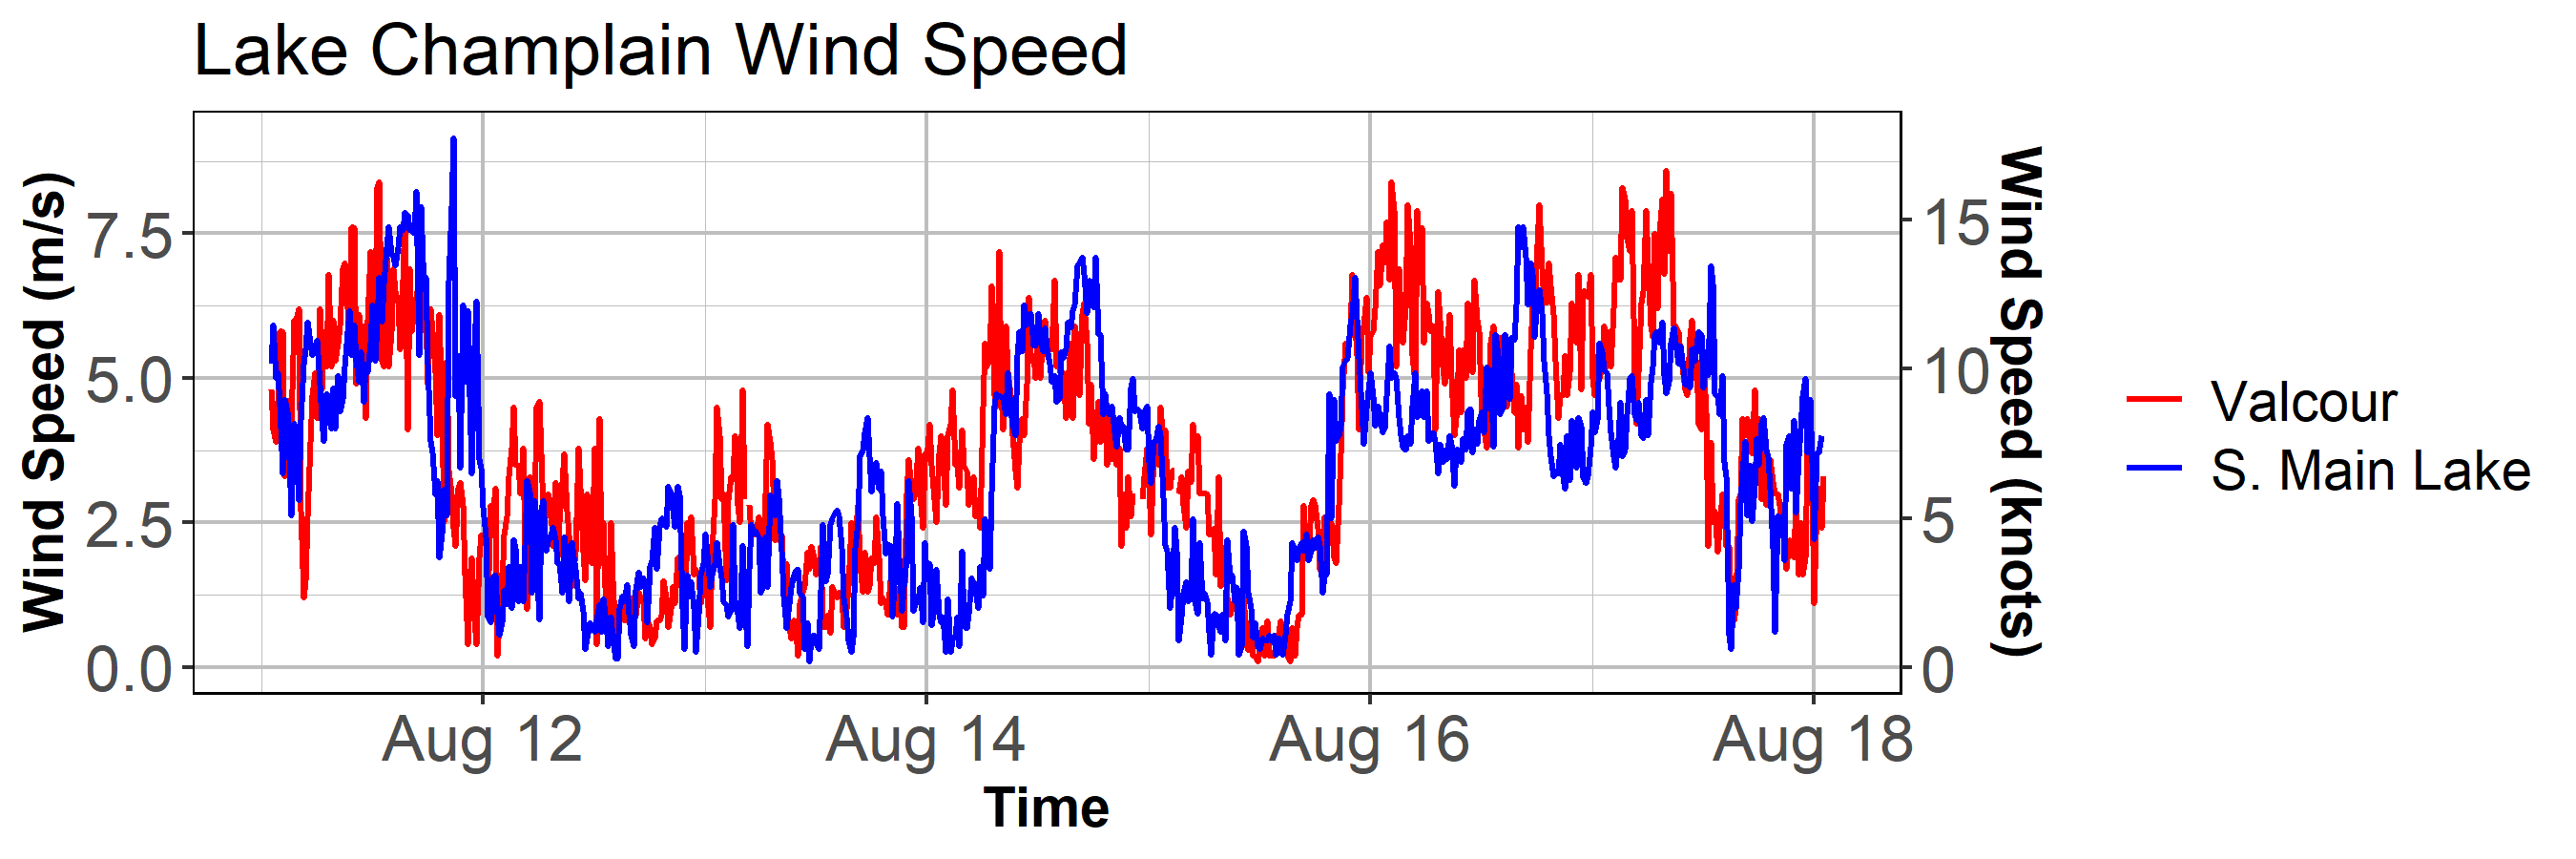 Lake Champlain Wind Speed
Wind Speed (m/s)
7.5
5.0
2.5
0.0
Wind Speed (knots)
15
10
5
0
Aug 12
Aug 14
Aug 16
Aug 18
Time
Valcour
S. Main Lake